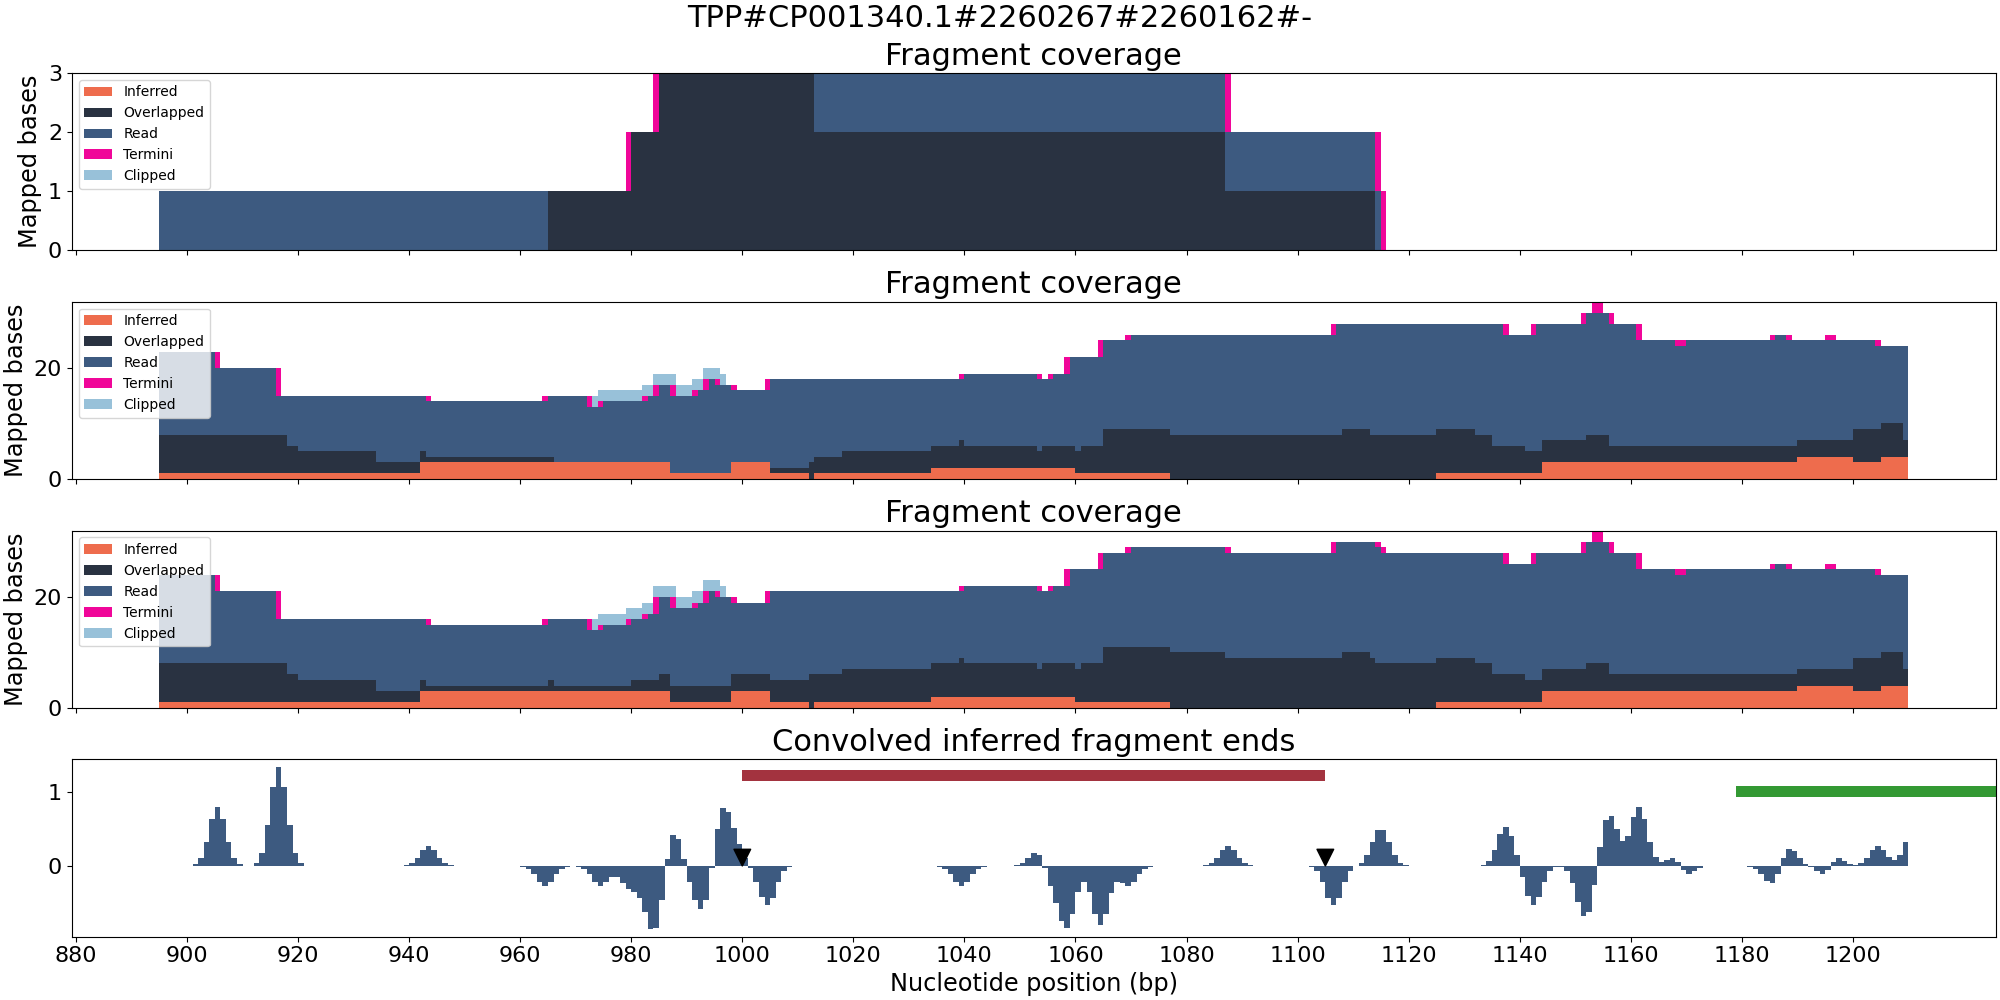 TPP#CP001340.1#2260267#2260162#-
Fragment coverage
Mapped bases
3
2
1
0
Inferred
Overlapped
Read
Termini
Clipped
Fragment coverage
Mapped bases
20
0
Inferred
Overlapped
Read
Termini
Clipped
Fragment coverage
Mapped bases
20
0
Inferred
Overlapped
Read
Termini
Clipped
Convolved inferred fragment ends
1
0
880 900 920 940 960 980 1000 1020 1040 1060 1080 1100 1120 1140 1160 1180 1200
Nucleotide position (bp)